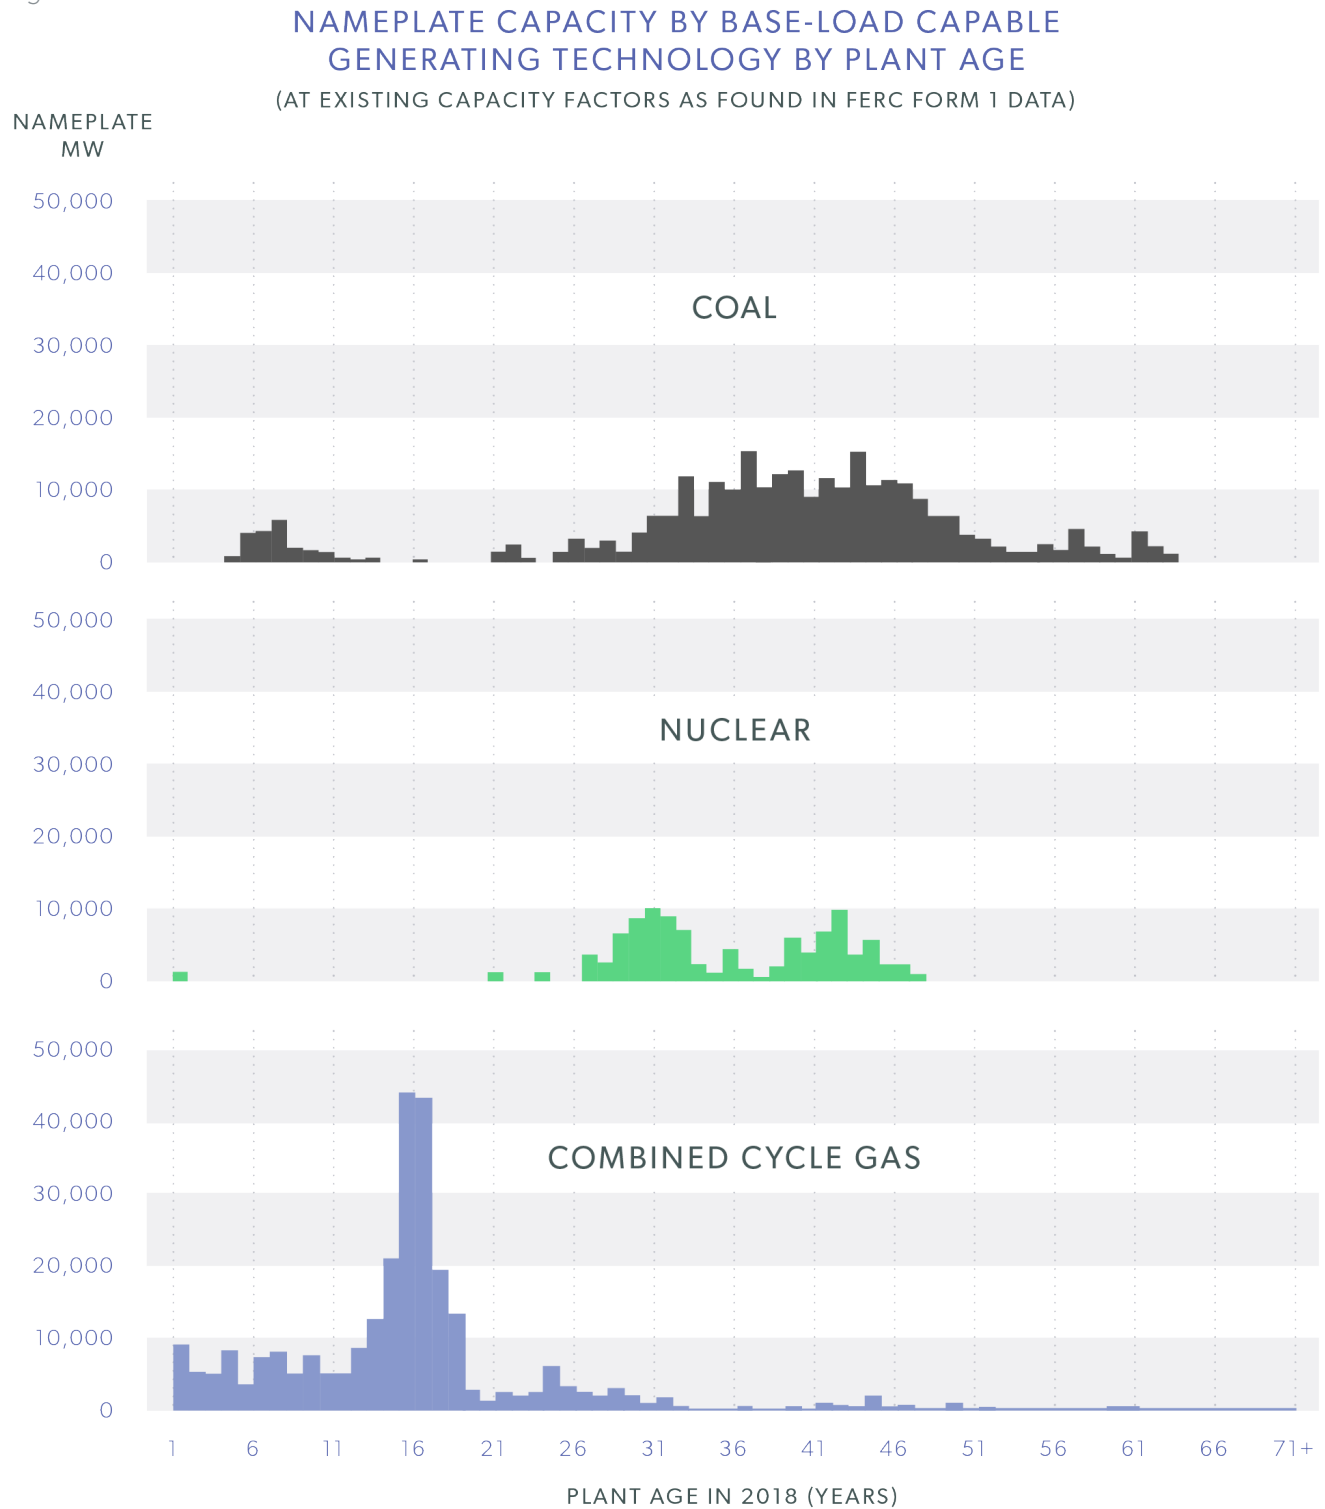 NAMEPLATE CAPACITY BY BASE-LOAD CAPABLE
GENERATING TECHNOLOGY BY PLANT AGE
(AT EXISTING CAPACITY FACTORS AS FOUND IN FERC FORM 1 DATA)
NAMEPLATE
MW
50,000
40,000
COAL
30,000
20,000
10,000
0
50,000
40,000
NUCLEAR
30,000
20,000
10,000
0
50,000
40,000
COMBINED CYCLE GAS
30,000
20,000
10,000
0
1 6 11 16 21 26 31 36 41 46 51 56 61 66 71+
PLANT AGE IN 2018 (YEARS)